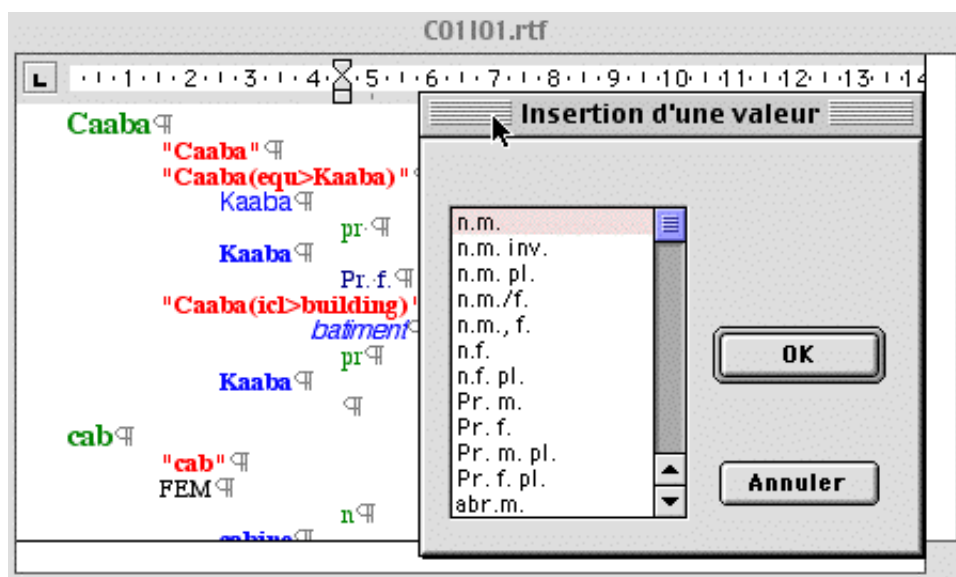 C01I01.rtf
L 1 2 3 4 5 6 7 8 9 10 11 12 13 14
Caaba¶
"Caaba"¶
"Caaba(equ>Kaaba)"
Kaaba¶
pr·¶
Kaaba¶
Pr.·f.¶
"Caaba(icl>building)"
batiment
pr¶
Kaaba¶
¶
cab¶
"cab"¶
FEM¶
n¶
cabine¶
Insertion d'une valeur
n.m.
n.m. inv.
n.m. pl.
n.m./f.
n.m., f.
n.f.
n.f. pl.
Pr. m.
Pr. f.
Pr. m. pl.
Pr. f. pl.
abr.m.
OK
Annuler